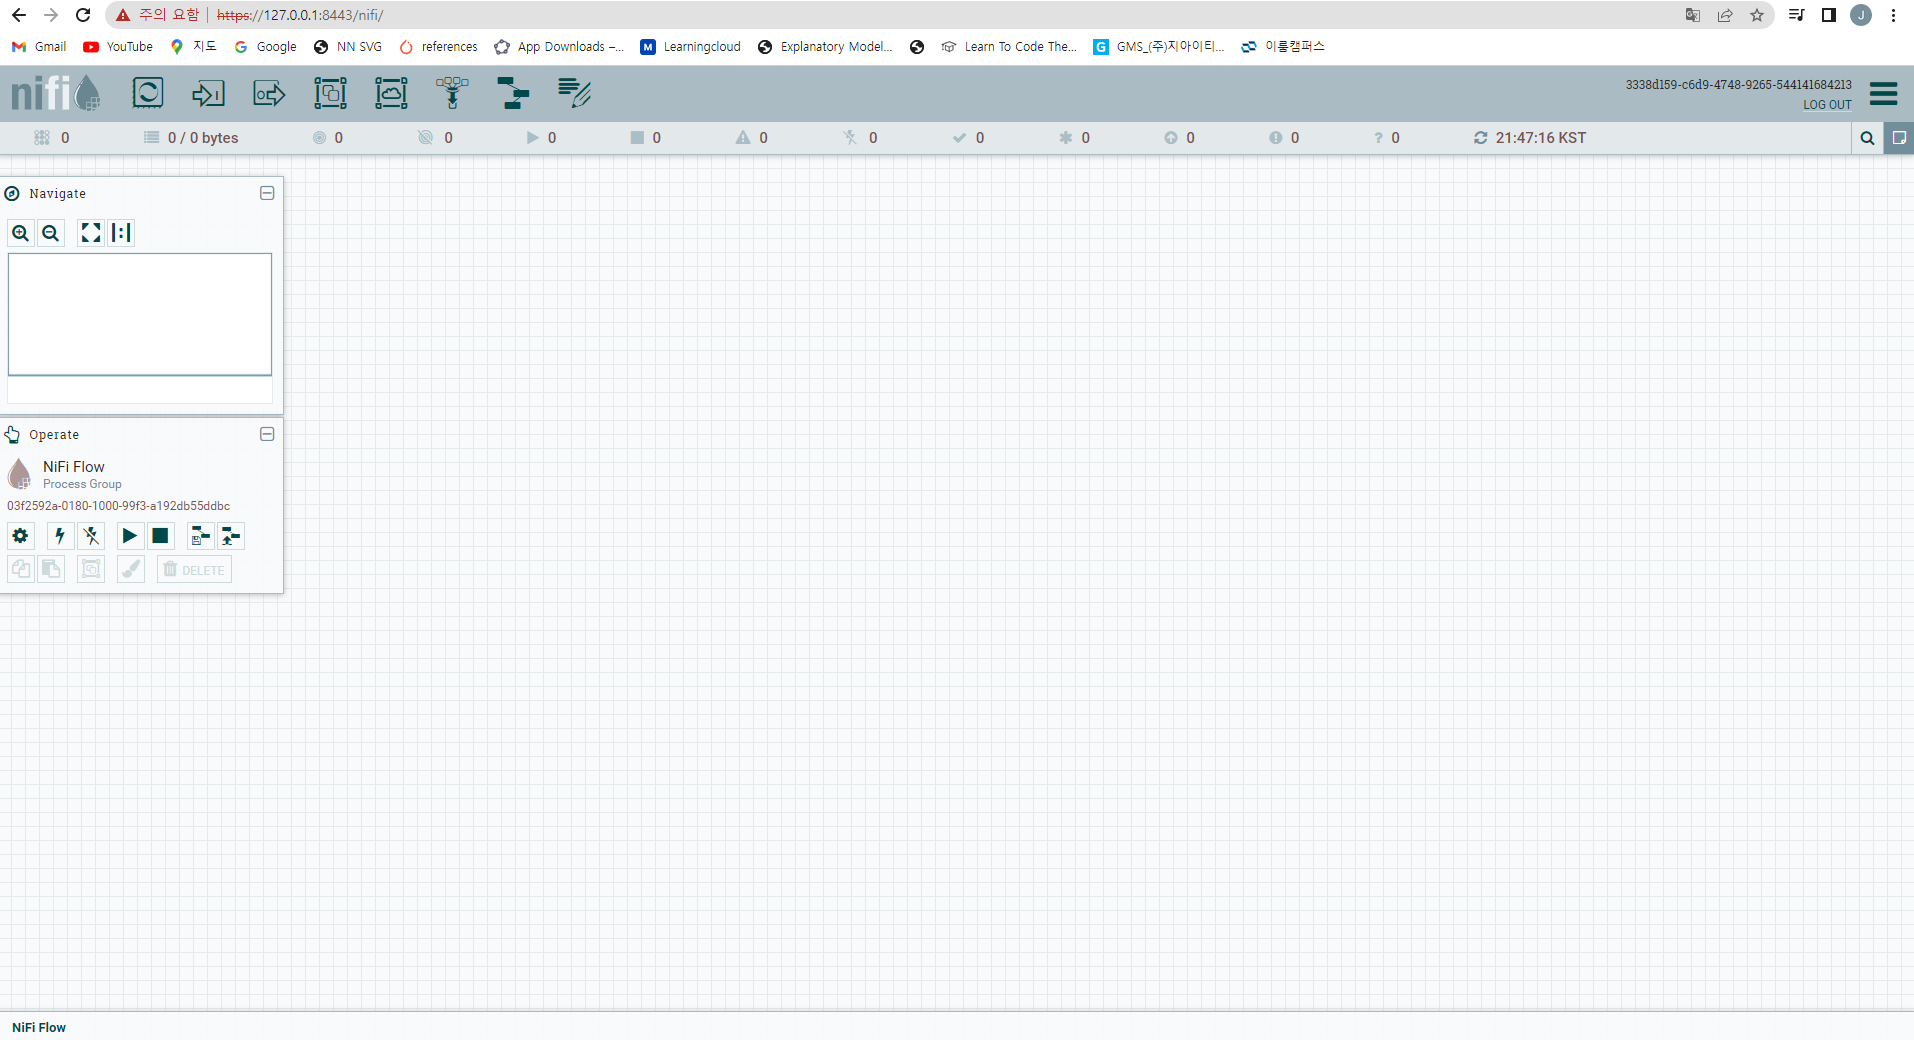 주의 요함 https://127.0.0.1:8443/nifi/
J
Gmail YouTube 지도 Google NN SVG references App Downloads –... Learningcloud Explanatory Model... Learn To Code The... GMS_(주)지아이티... 이룸캠퍼스
nifi
3338d159-c6d9-4748-9265-544141684213
LOG OUT
0 0 / 0 bytes 0 0 0 0 0 0 0 0 0 0 0 21:47:16 KST
Navigate
Operate
NiFi Flow
Process Group
03f2592a-0180-1000-99f3-a192db55ddbc
DELETE
NiFi Flow